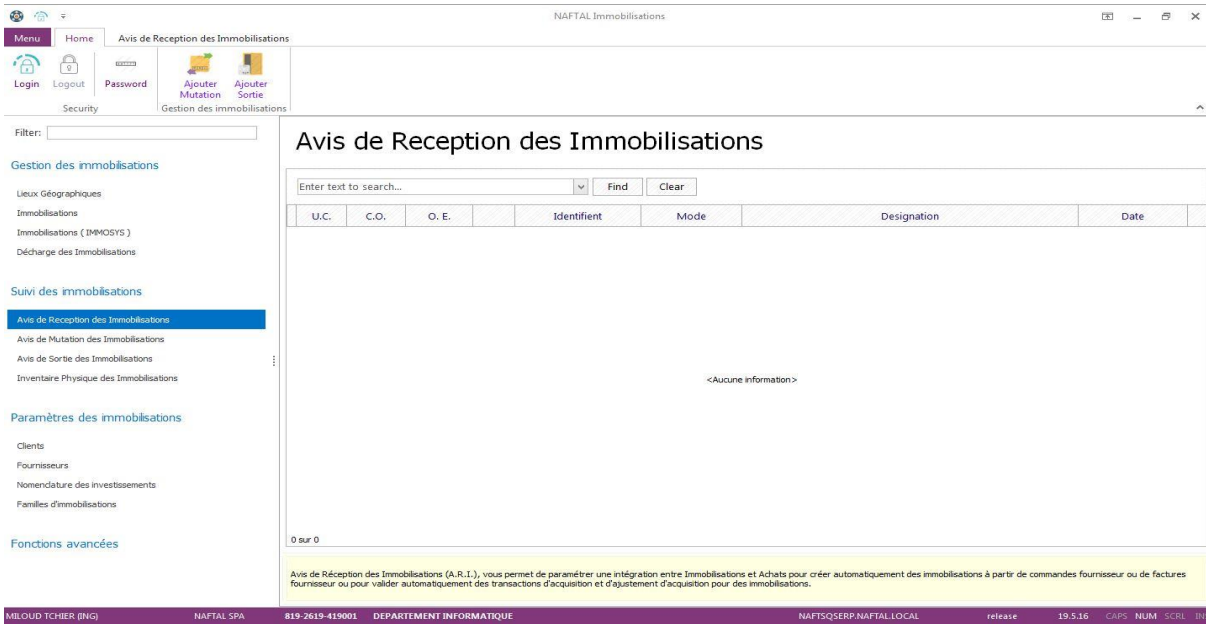 NAFTAL Immobilisations
Menu Home Avis de Reception des Immobilisations
Login Logout Password Ajouter Mutation Ajouter Sortie
Security Gestion des immobilisations
Filter:
Gestion des immobilisations
Lieux Géographiques
Immobilisations
Immobilisations ( IMMOSYS )
Décharge des Immobilisations
Suivi des immobilisations
Avis de Reception des Immobilisations
Avis de Mutation des Immobilisations
Avis de Sortie des Immobilisations
Inventaire Physique des Immobilisations
Paramètres des immobilisations
Clients
Fournisseurs
Nomenclature des investissements
Familles d'immobilisations
Fonctions avancées
Avis de Reception des Immobilisations
Enter text to search... Find Clear
U.C. C.O. O. E. Identifient Mode Designation Date
<Aucune information>
0 sur 0
Avis de Réception des Immobilisations (A.R.I.), vous permet de paramétrer une intégration entre Immobilisations et Achats pour créer automatiquement des immobilisations à partir de commandes fournisseur ou de factures
fournisseur ou pour valider automatiquement des transactions d'acquisition et d'ajustement d'acquisition pour des immobilisations.
MILOUD TCHIER (ING) NAFTAL SPA 819-2619-419001 DEPARTEMENT INFORMATIQUE NAFTSQSERP.NAFTAL.LOCAL release 19.5.16 CAPS NUM SCRL IN